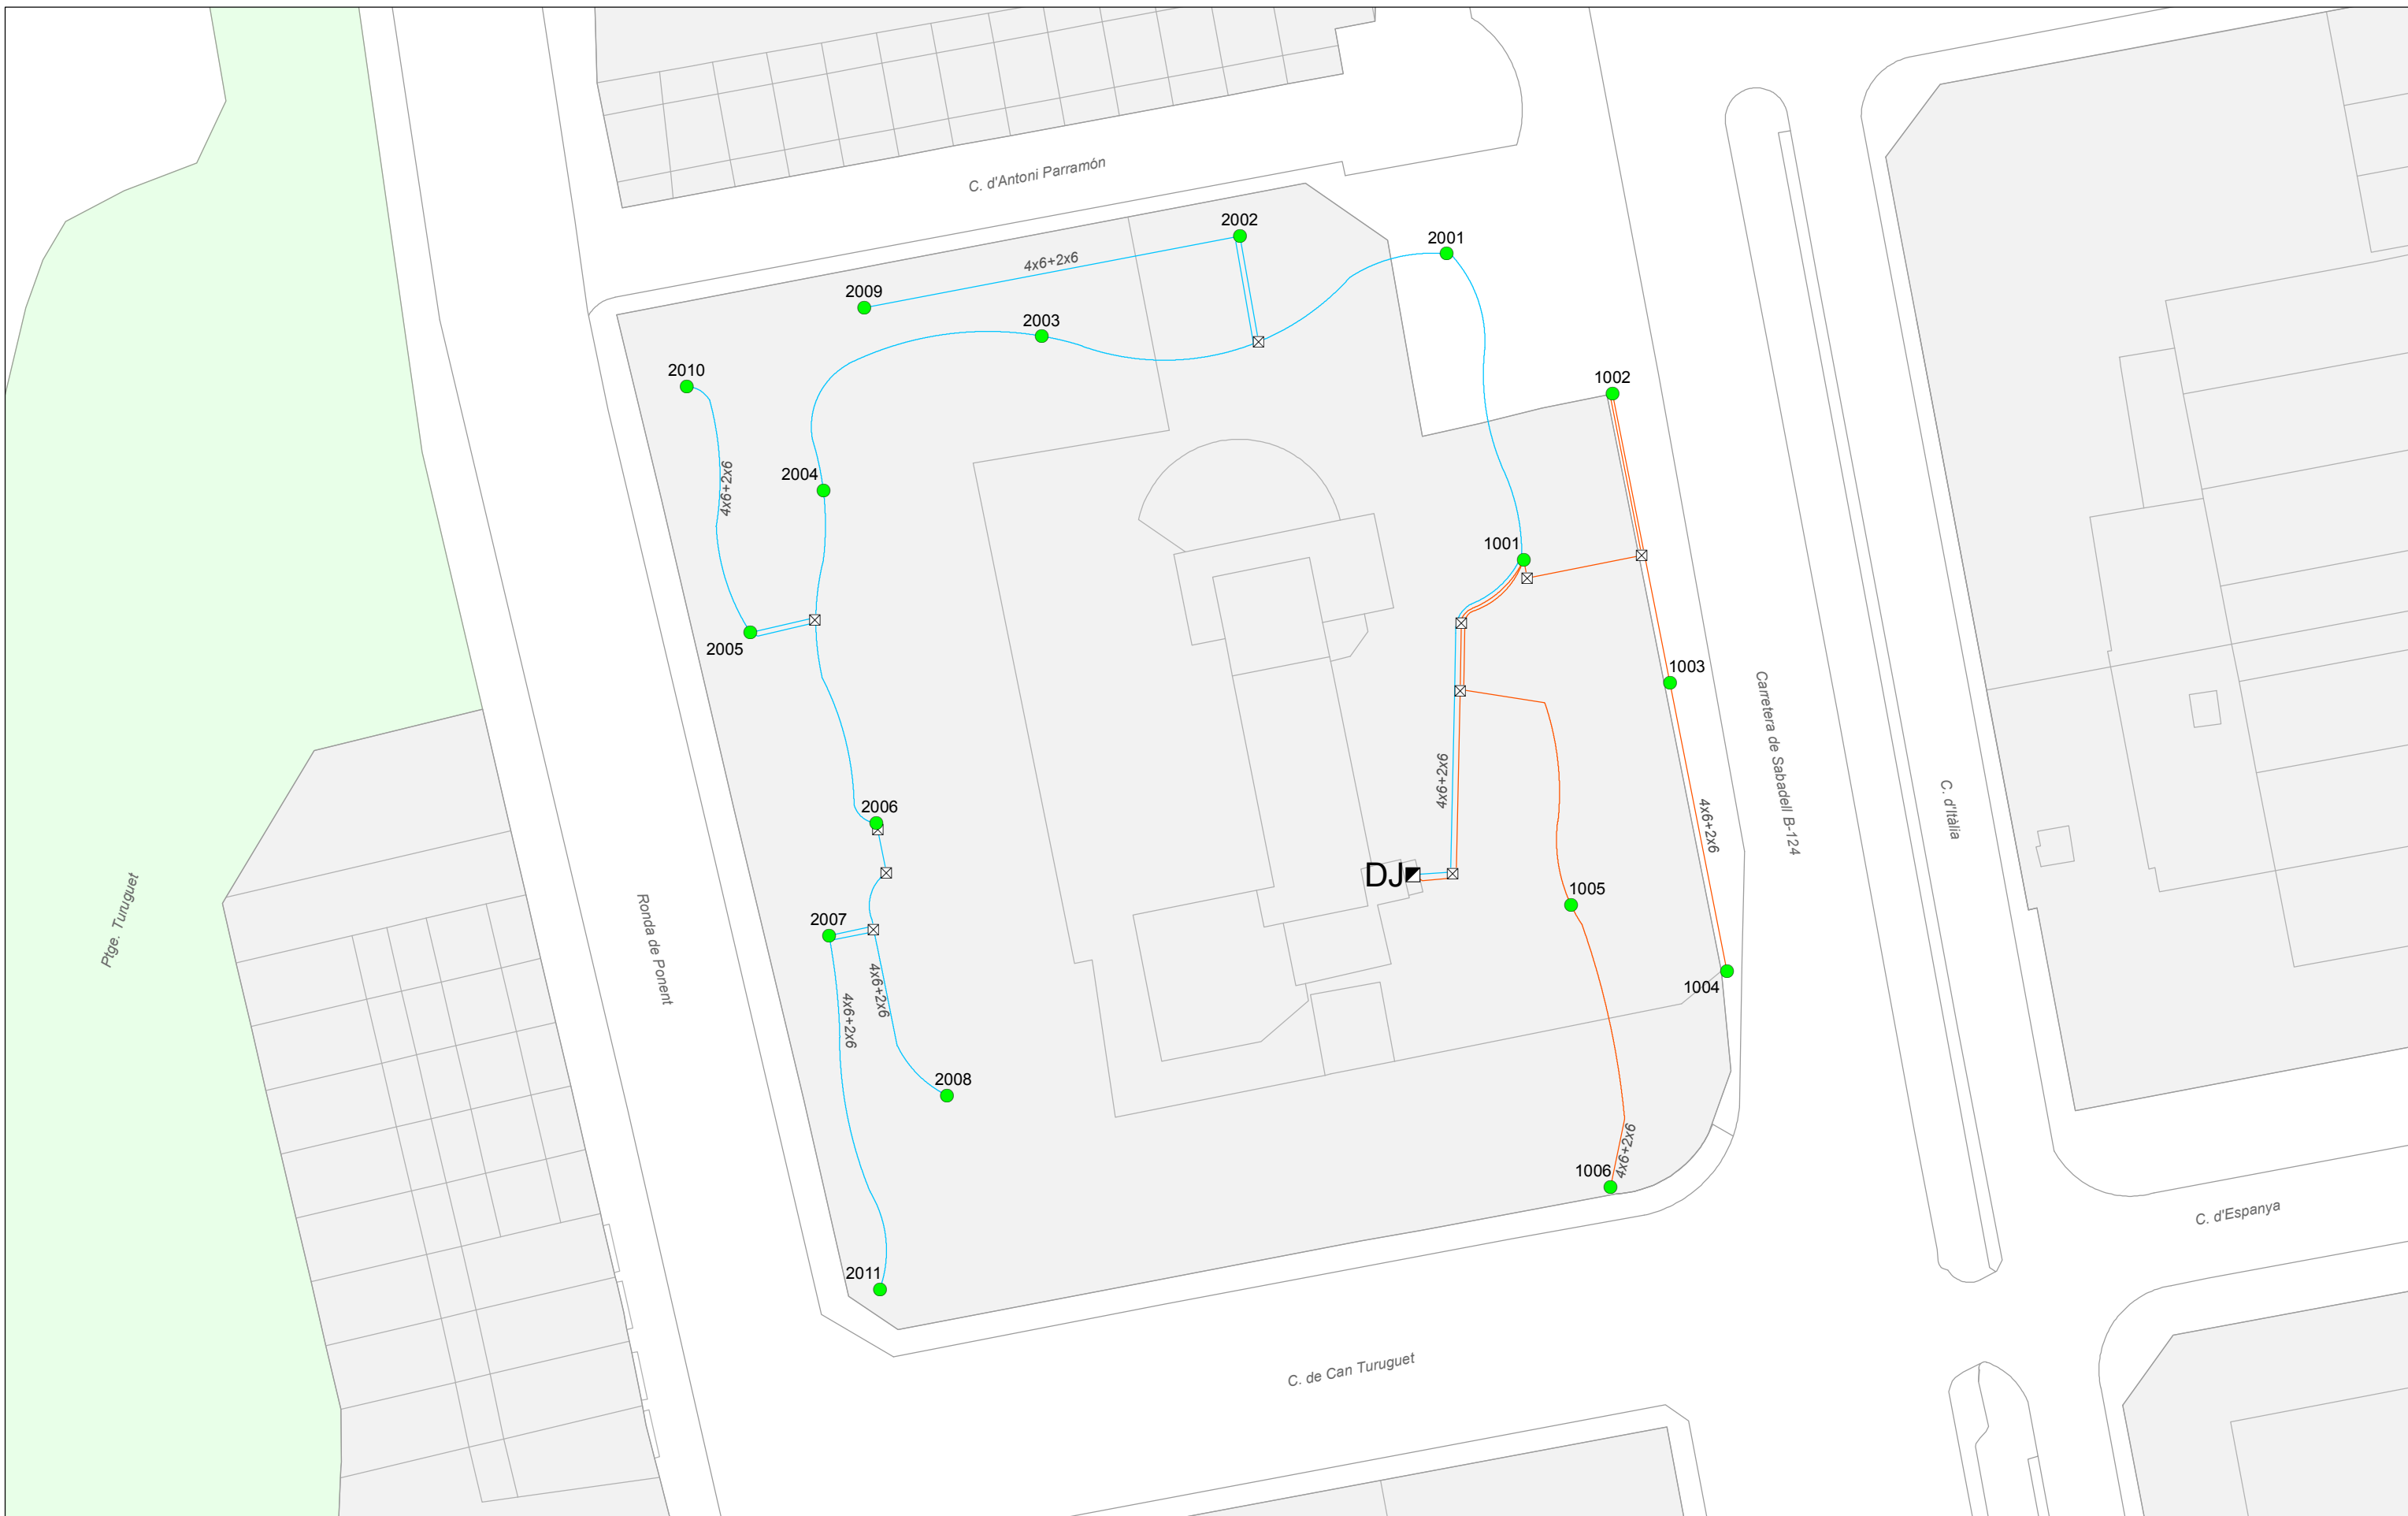 C. d'Antoni Parramón
2002
2001
4x6+2x6
2009
2003
2010
1002
2004
4x6+2x6
1001
2005
1003
Carretera de Sabadell B-124
4x6+2x6
2006
4x6+2x6
C. d'Itàlia
DJ
1005
Ptge. Turuguet
Ronda de Ponent
2007
4x6+2x6
4x6+2x6
1004
2008
4x6+2x6
1006
C. d'Espanya
2011
C. de Can Turuguet